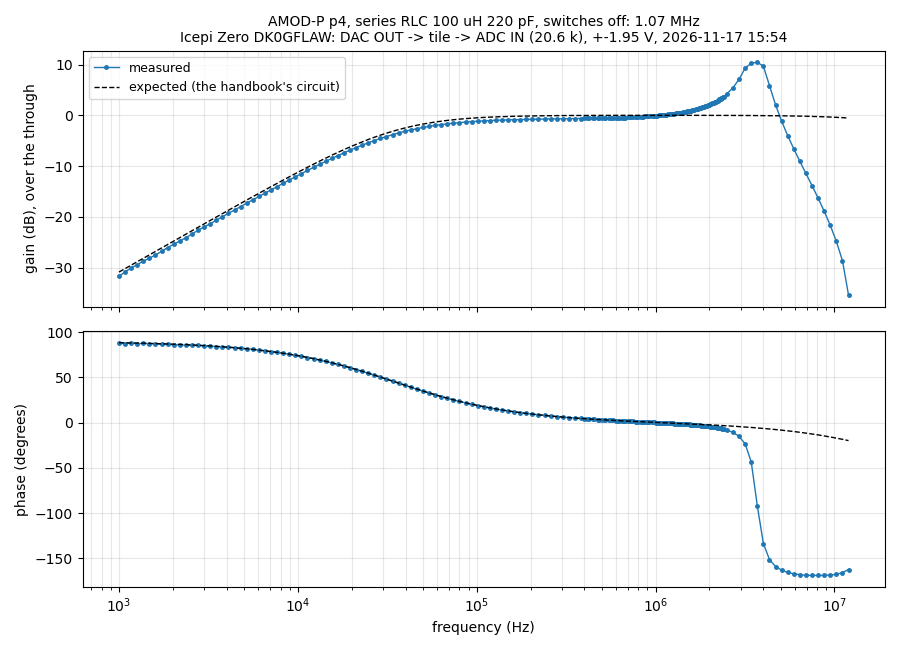 AMOD-P p4, series RLC 100 uH 220 pF, switches off: 1.07 MHz
Icepi Zero DK0GFLAW: DAC OUT -> tile -> ADC IN (20.6 k), +-1.95 V, 2026-11-17 15:54
measured
expected (the handbook's circuit)
gain (dB), over the through
10
0
−10
−20
−30
phase (degrees)
100
50
0
−50
−100
−150
10³ 10⁴ 10⁵ 10⁶ 10⁷
frequency (Hz)